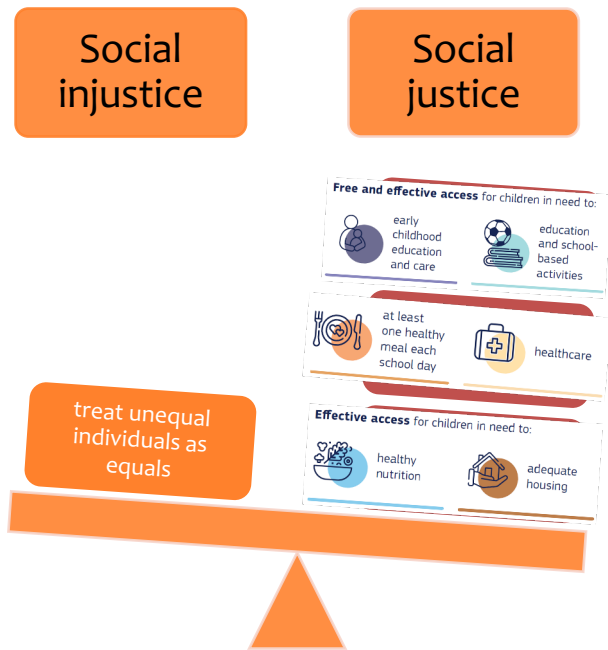 Social
injustice
Social
justice
Free and effective access for children in need to:
early
childhood
education
and care
education
and school-
based
activities
at least
one healthy
meal each
school day
healthcare
Effective access for children in need to:
healthy
nutrition
adequate
housing
treat unequal
individuals as
equals